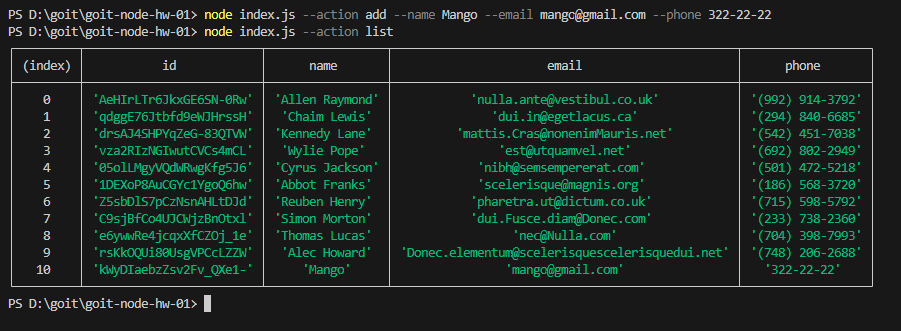 PS D:\goit\goit-node-hw-01> node index.js --action add --name Mango --email mango@gmail.com --phone 322-22-22
PS D:\goit\goit-node-hw-01> node index.js --action list
(index) id name email phone
0 'AeHIrLTr6JkxGE6SN-0Rw' 'Allen Raymond' 'nulla.ante@vestibul.co.uk' '(992) 914-3792'
1 'qdggE76Jtbfd9eWJHrssH' 'Chaim Lewis' 'dui.in@egetlacus.ca' '(294) 840-6685'
2 'drsAJ4SHPYqZeG-83QTVW' 'Kennedy Lane' 'mattis.Cras@nonenimMauris.net' '(542) 451-7038'
3 'vza2RIzNGIwutCVCs4mCL' 'Wylie Pope' 'est@utquamvel.net' '(692) 802-2949'
4 '05olLMgyVQdWRwgKfg5J6' 'Cyrus Jackson' 'nibh@semsempererat.com' '(501) 472-5218'
5 '1DEXoP8AuCGYc1YgoQ6hw' 'Abbot Franks' 'scelerisque@magnis.org' '(186) 568-3720'
6 'Z5sbDlS7pCzNsnAHLtDJd' 'Reuben Henry' 'pharetra.ut@dictum.co.uk' '(715) 598-5792'
7 'C9sjBfCo4UJCWjzBnOtxl' 'Simon Morton' 'dui.Fusce.diam@Donec.com' '(233) 738-2360'
8 'e6ywwRe4jcqxXfCZOj_1e' 'Thomas Lucas' 'nec@Nulla.com' '(704) 398-7993'
9 'rsKkOQUi80UsgVPCcLZZW' 'Alec Howard' 'Donec.elementum@scelerisquescelerisquedui.net' '(748) 206-2688'
10 'kWyDIaebzZsv2Fv_QXe1-' 'Mango' 'mango@gmail.com' '322-22-22'
PS D:\goit\goit-node-hw-01>